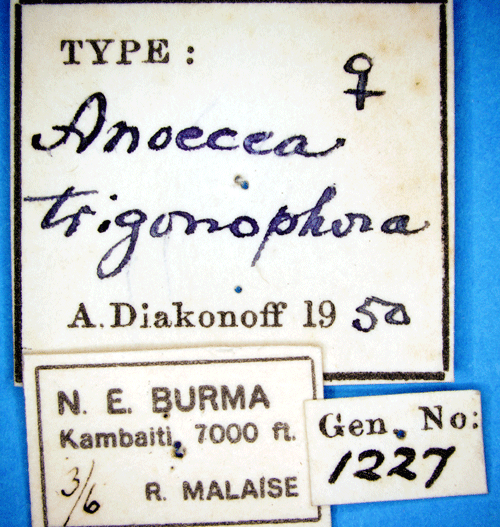 TYPE : ♀
Anoecea
trigonophora
A. Diakonoff 1950
N. E. BURMA
Kambaiti, 7000 ft.
3/6 R. MALAISE
Gen. No:
1227